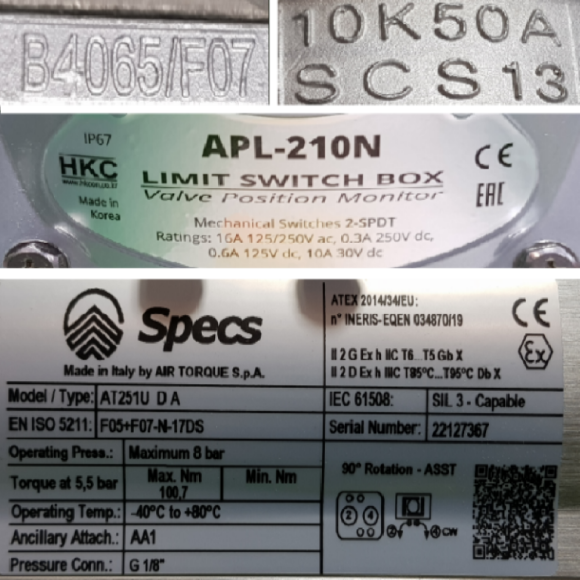 B4065/F07
10K50A
SCS13
IP67
HKC
Made in
Korea
APL-210N
LIMIT SWITCH BOX
Valve Position Monitor
Mechanical Switches 2-SPDT
Ratings: 16A 125/250V ac, 0.3A 250V dc,
0.6A 125V dc, 10A 30V dc
CE
EAC
Specs
Made in Italy by AIR TORQUE S.p.A.
ATEX 2014/34/EU:
n° INERIS-EQEN 034870/19
II 2 G Ex h IIC T6...T5 Gb X
II 2 D Ex h IIIC T85°C...T95°C Db X
CE
Ex
Model / Type: AT251U D A
IEC 61508: SIL 3 - Capable
EN ISO 5211: F05+F07-N-17DS
Serial Number: 22127367
Operating Press.: Maximum 8 bar
Torque at 5,5 bar Max. Nm Min. Nm
100,7
Operating Temp.: -40°C to +80°C
Ancillary Attach.: AA1
Pressure Conn.: G 1/8"
90° Rotation - ASST
2 4 2 4 CW